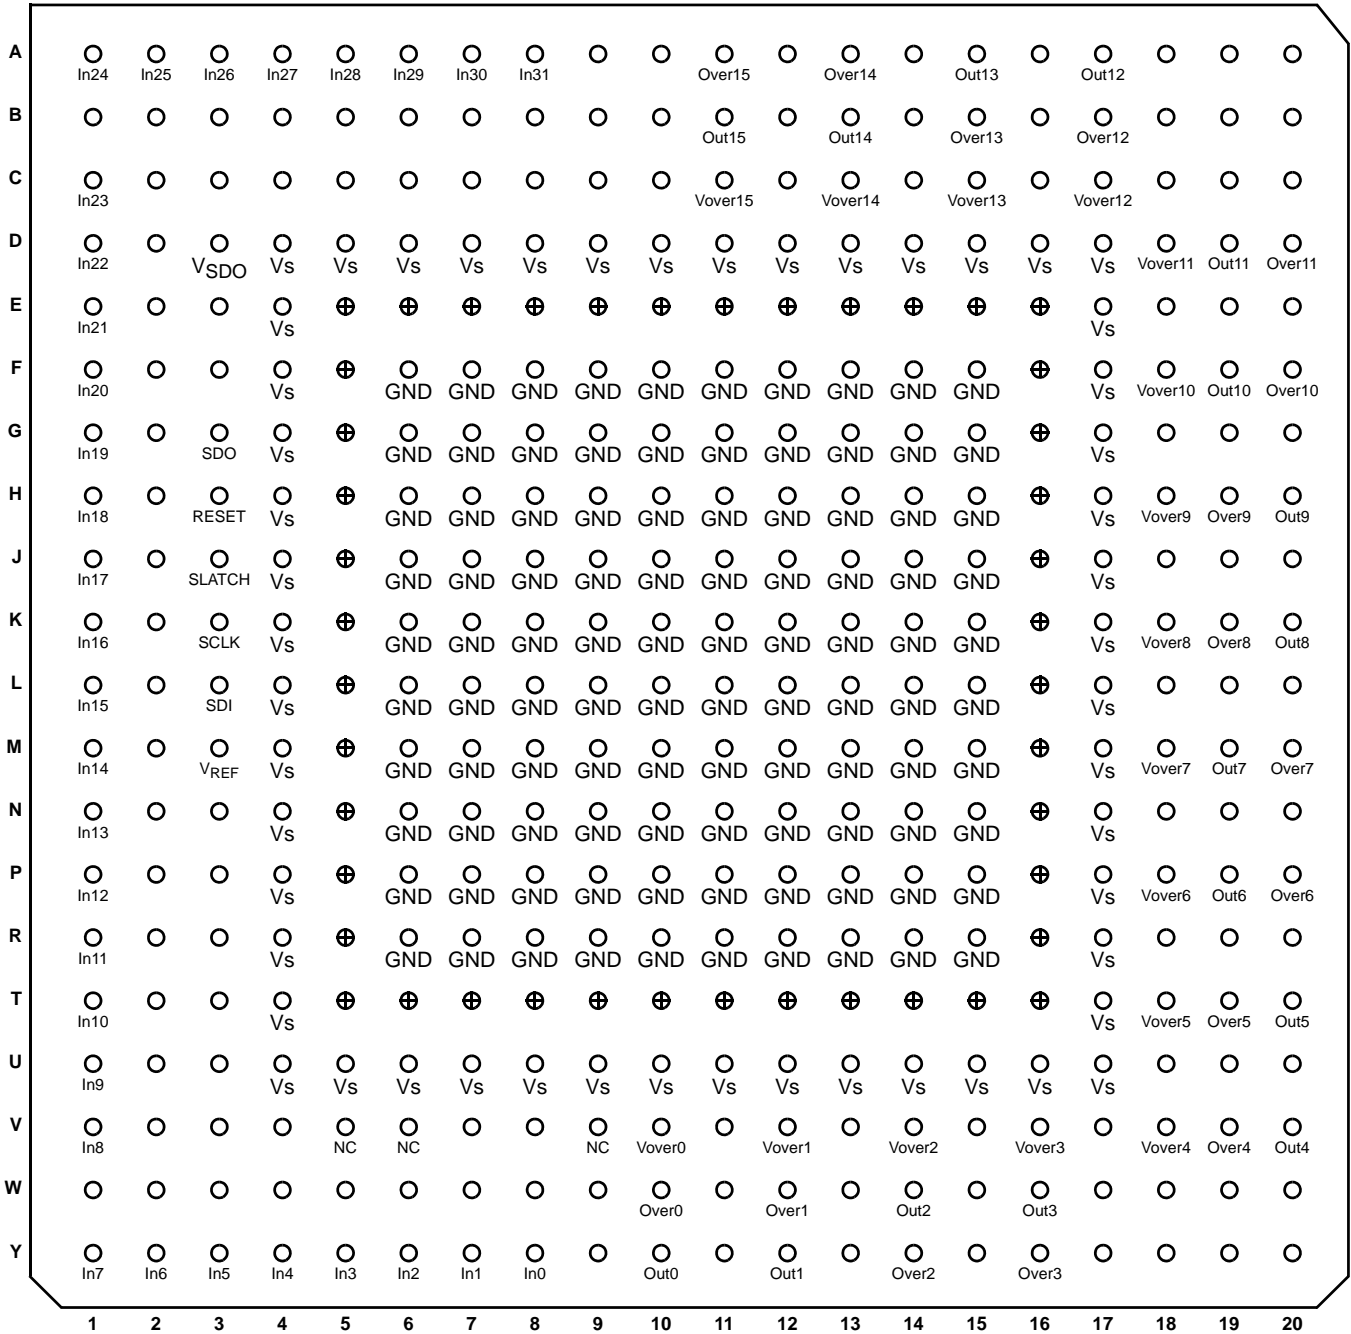 A
In24 In25 In26 In27 In28 In29 In30 In31 Over15 Over14 Out13 Out12
B
Out15 Out14 Over13 Over12
C
In23 Vover15 Vover14 Vover13 Vover12
D
In22 VSDO Vs Vs Vs Vs Vs Vs Vs Vs Vs Vs Vs Vs Vs Vs Vover11 Out11 Over11
E
In21 Vs Vs
F
In20 Vs GND GND GND GND GND GND GND GND GND GND Vs Vover10 Out10 Over10
G
In19 SDO Vs GND GND GND GND GND GND GND GND GND GND Vs
H
In18 RESET Vs GND GND GND GND GND GND GND GND GND GND Vs Vover9 Over9 Out9
J
In17 SLATCH Vs GND GND GND GND GND GND GND GND GND GND Vs
K
In16 SCLK Vs GND GND GND GND GND GND GND GND GND GND Vs Vover8 Over8 Out8
L
In15 SDI Vs GND GND GND GND GND GND GND GND GND GND Vs
M
In14 VREF Vs GND GND GND GND GND GND GND GND GND GND Vs Vover7 Out7 Over7
N
In13 Vs GND GND GND GND GND GND GND GND GND GND Vs
P
In12 Vs GND GND GND GND GND GND GND GND GND GND Vs Vover6 Out6 Over6
R
In11 Vs GND GND GND GND GND GND GND GND GND GND Vs
T
In10 Vs Vs Vover5 Over5 Out5
U
In9 Vs Vs Vs Vs Vs Vs Vs Vs Vs Vs Vs Vs Vs Vs
V
In8 NC NC NC Vover0 Vover1 Vover2 Vover3 Vover4 Over4 Out4
W
Over0 Over1 Out2 Out3
Y
In7 In6 In5 In4 In3 In2 In1 In0 Out0 Out1 Over2 Over3
1 2 3 4 5 6 7 8 9 10 11 12 13 14 15 16 17 18 19 20